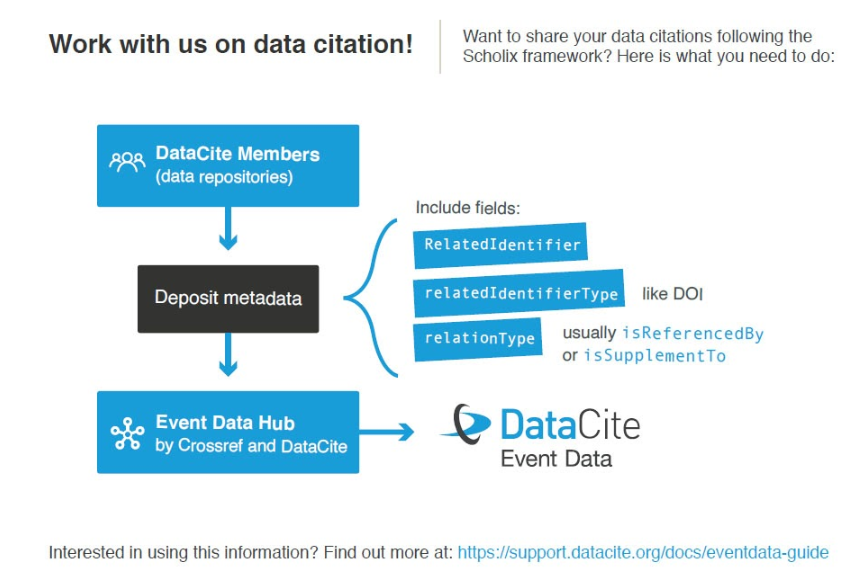 Work with us on data citation!
Want to share your data citations following the
Scholix framework? Here is what you need to do:
DataCite Members
(data repositories)
Include fields:
RelatedIdentifier
Deposit metadata
relatedIdentifierType like DOI
relationType usually isReferencedBy
or isSupplementTo
Event Data Hub
by Crossref and DataCite
DataCite
Event Data
Interested in using this information? Find out more at: https://support.datacite.org/docs/eventdata-guide